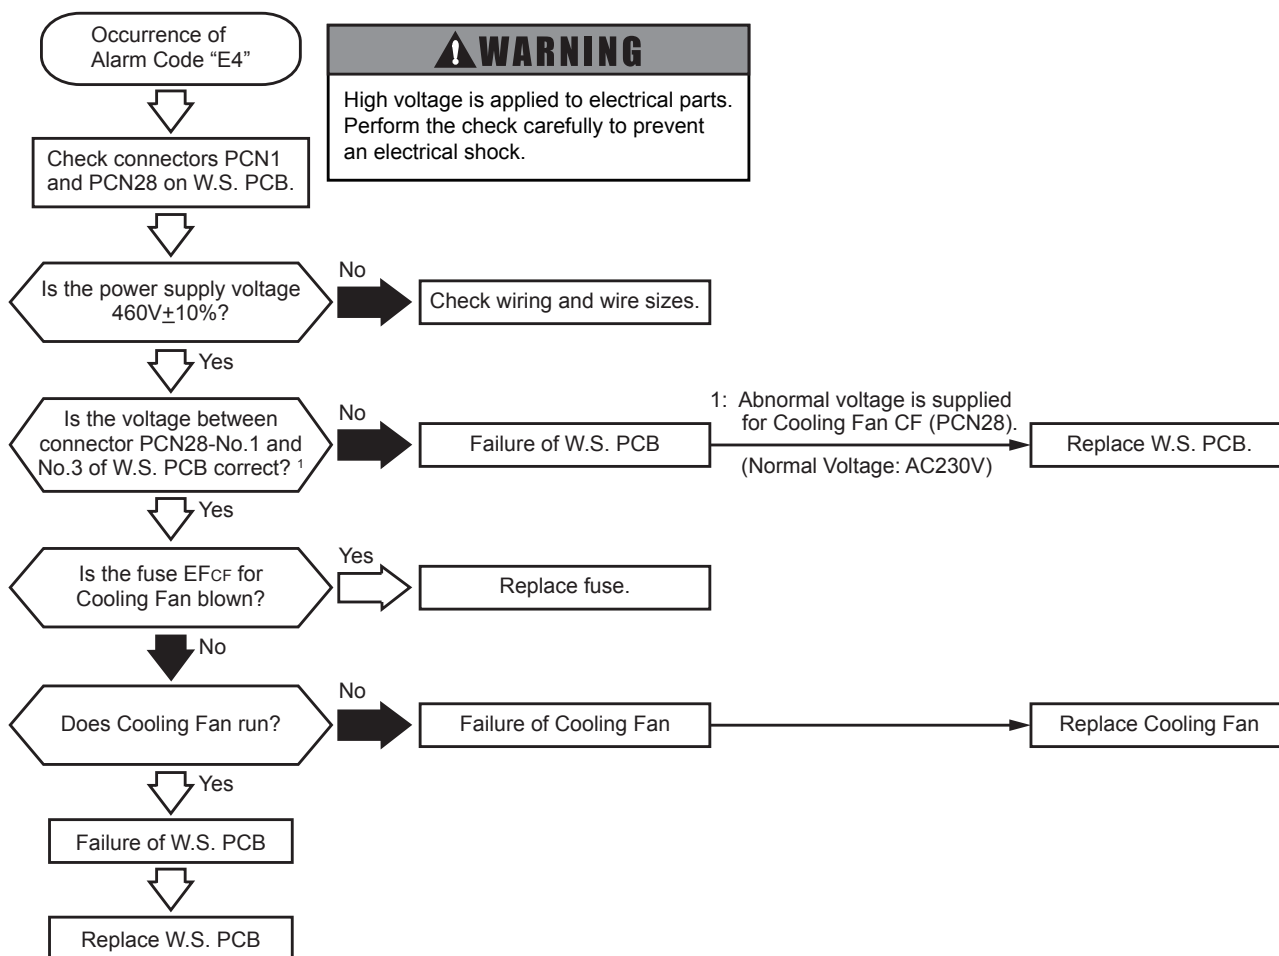 Occurrence of
Alarm Code “E4”
WARNING
High voltage is applied to electrical parts.
Perform the check carefully to prevent
an electrical shock.
Check connectors PCN1
and PCN28 on W.S. PCB.
Is the power supply voltage
460V±10%?
No
Check wiring and wire sizes.
Yes
Is the voltage between
connector PCN28-No.1 and
No.3 of W.S. PCB correct? 1
No
Failure of W.S. PCB
1: Abnormal voltage is supplied
for Cooling Fan CF (PCN28).
(Normal Voltage: AC230V)
Replace W.S. PCB.
Yes
Is the fuse EFCF for
Cooling Fan blown?
Yes
Replace fuse.
No
Does Cooling Fan run?
No
Failure of Cooling Fan
Replace Cooling Fan
Yes
Failure of W.S. PCB
Replace W.S. PCB